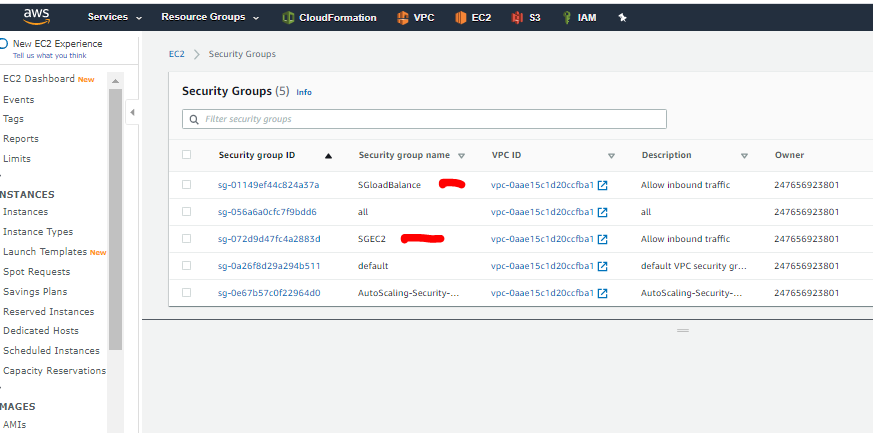 aws Services Resource Groups CloudFormation VPC EC2 S3 IAM
New EC2 Experience
Tell us what you think
EC2 Dashboard New
Events
Tags
Reports
Limits
NSTANCES
Instances
Instance Types
Launch Templates New
Spot Requests
Savings Plans
Reserved Instances
Dedicated Hosts
Scheduled Instances
Capacity Reservations
MAGES
AMIs
EC2 > Security Groups
Security Groups (5) Info
Filter security groups
Security group ID Security group name VPC ID Description Owner
sg-01149ef44c824a37a SGloadBalance vpc-0aae15c1d20ccfba1 Allow inbound traffic 247656923801
sg-056a6a0cfc7f9bdd6 all vpc-0aae15c1d20ccfba1 all 247656923801
sg-072d9d47fc4a2883d SGEC2 vpc-0aae15c1d20ccfba1 Allow inbound traffic 247656923801
sg-0a26f8d29a294b511 default vpc-0aae15c1d20ccfba1 default VPC security gr... 247656923801
sg-0e67b57c0f22964d0 AutoScaling-Security-... vpc-0aae15c1d20ccfba1 AutoScaling-Security-... 247656923801